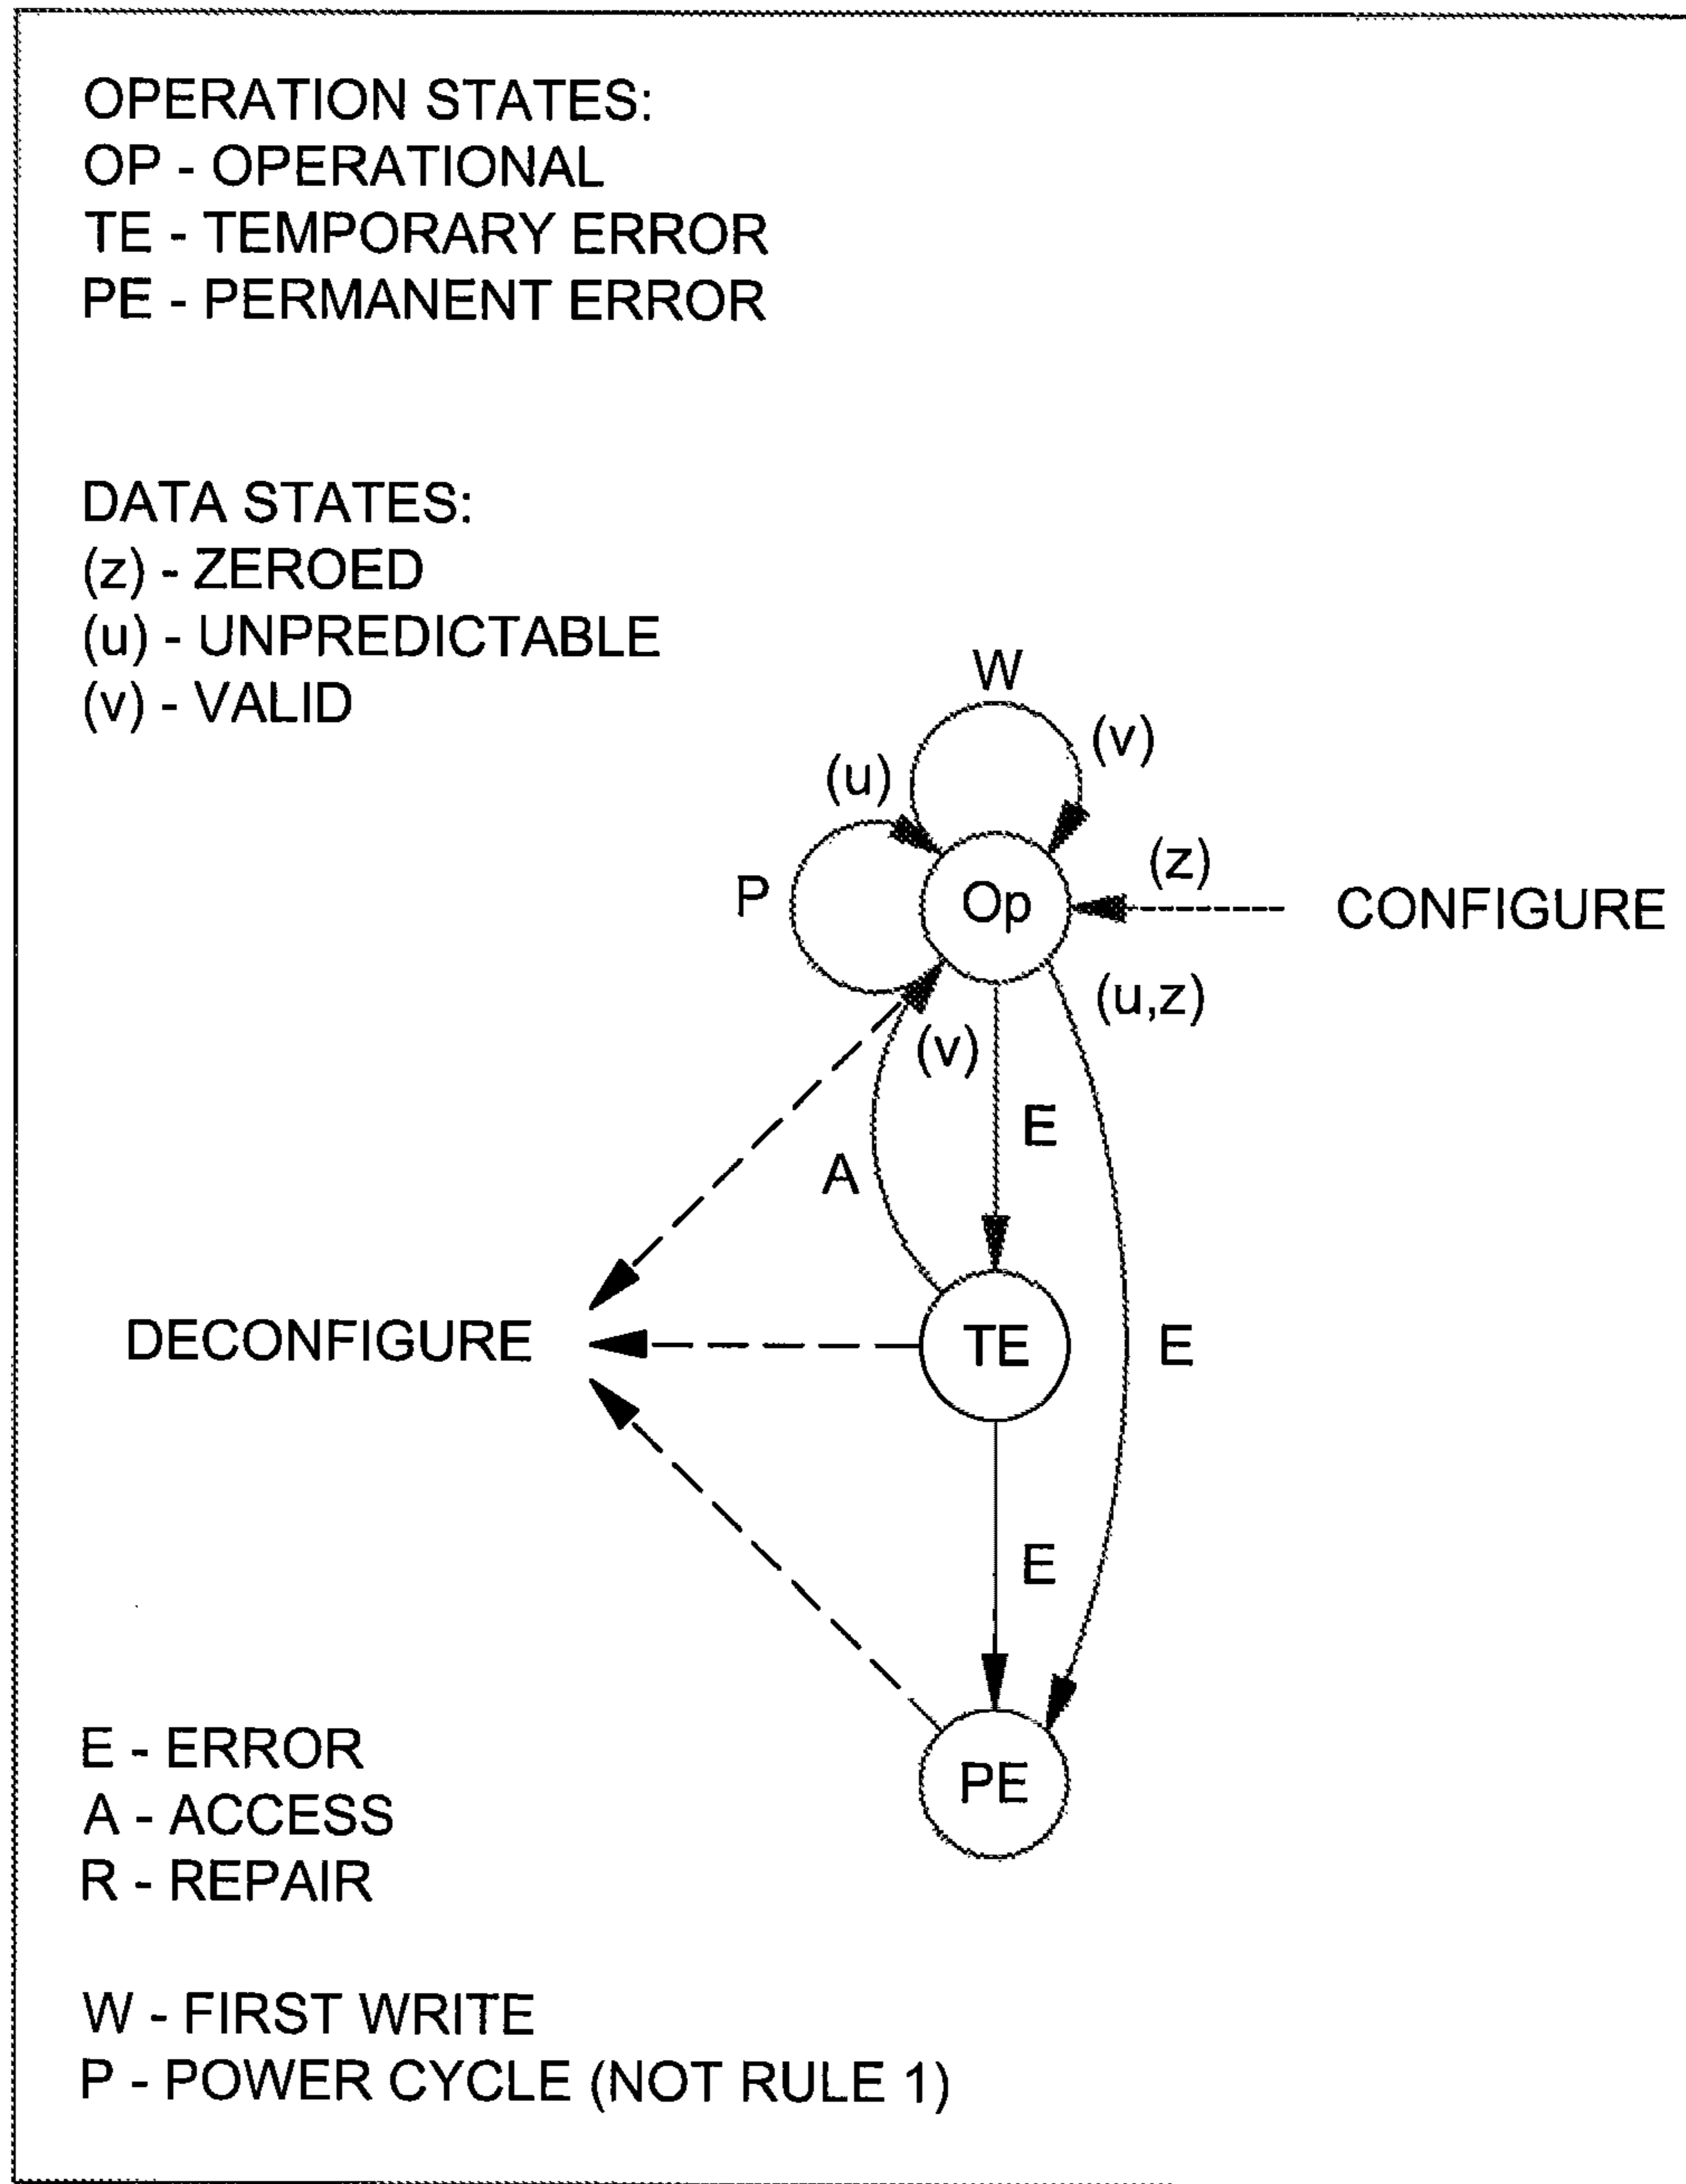 OPERATION STATES:
OP - OPERATIONAL
TE - TEMPORARY ERROR
PE - PERMANENT ERROR
DATA STATES:
(z) - ZEROED
(u) - UNPREDICTABLE
(v) - VALID
W
(v)
(u)
(z)
P
Op
CONFIGURE
(u,z)
(v)
E
A
DECONFIGURE
TE
E
E
PE
E - ERROR
A - ACCESS
R - REPAIR
W - FIRST WRITE
P - POWER CYCLE (NOT RULE 1)